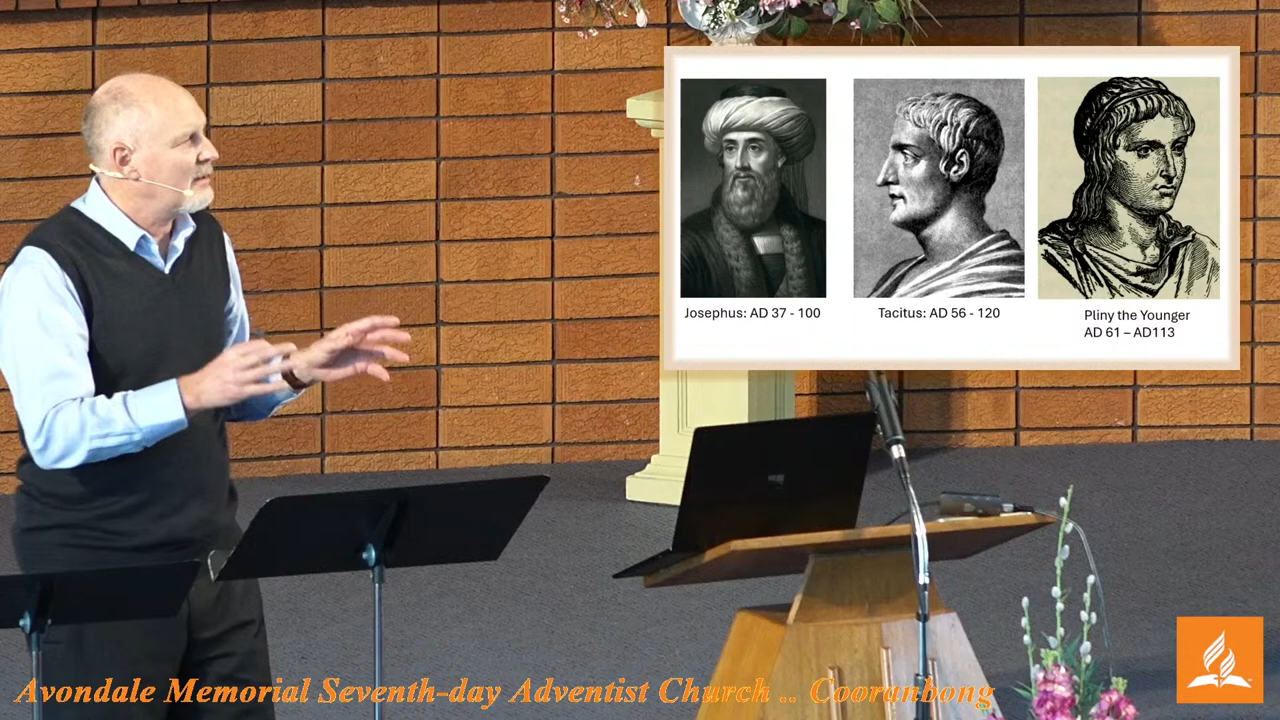 Josephus: AD 37 - 100
Tacitus: AD 56 - 120
Pliny the Younger
AD 61 – AD113
Avondale Memorial Seventh-day Adventist Church .. Cooranbong